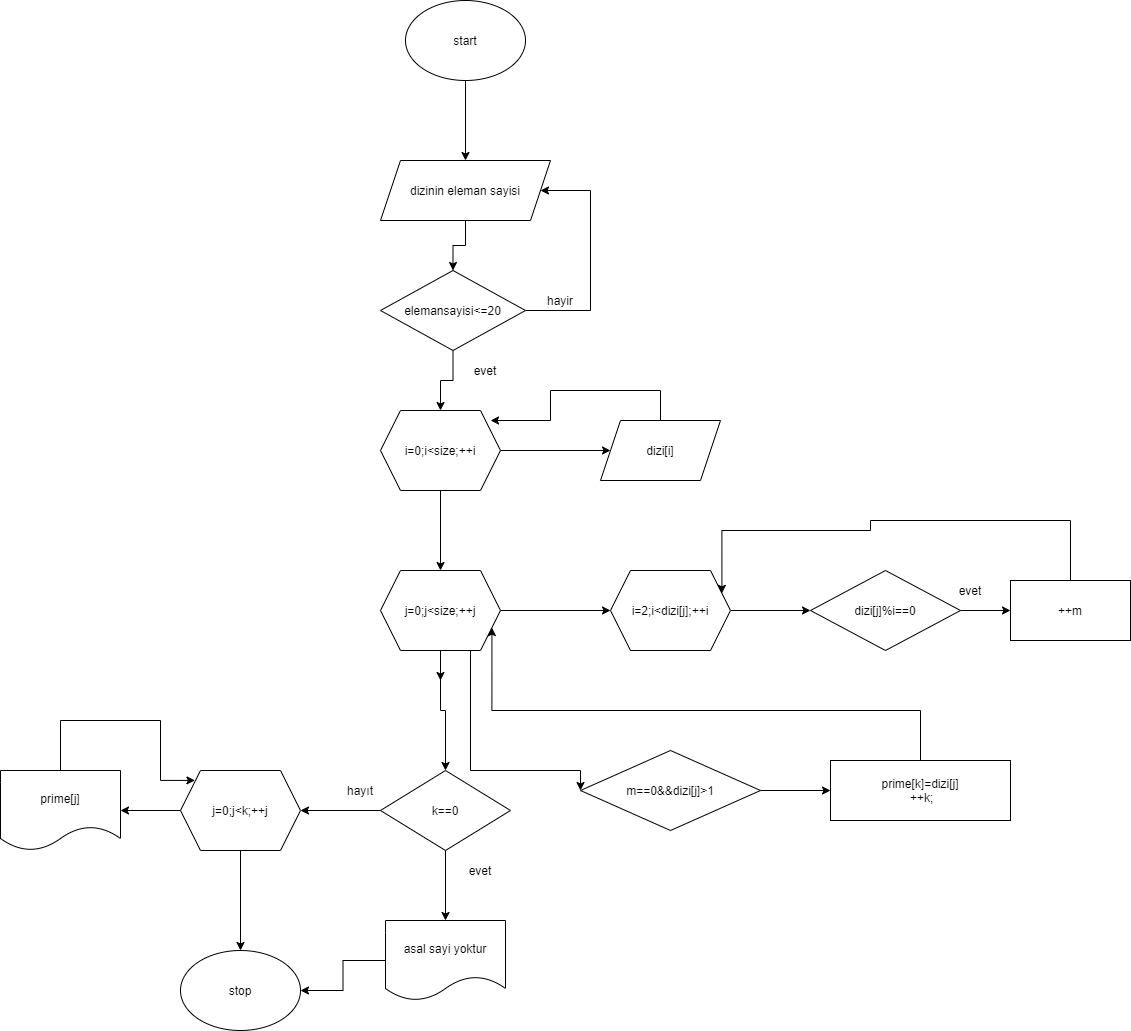 start
dizinin eleman sayisi
elemansayisi<=20
hayir
evet
i=0;i<size;++i
dizi[i]
j=0;j<size;++j
i=2;i<dizi[j];++i
dizi[j]%i==0
evet
++m
prime[j]
j=0;j<k;++j
hayıt
k==0
m==0&&dizi[j]>1
prime[k]=dizi[j]
++k;
evet
asal sayi yoktur
stop